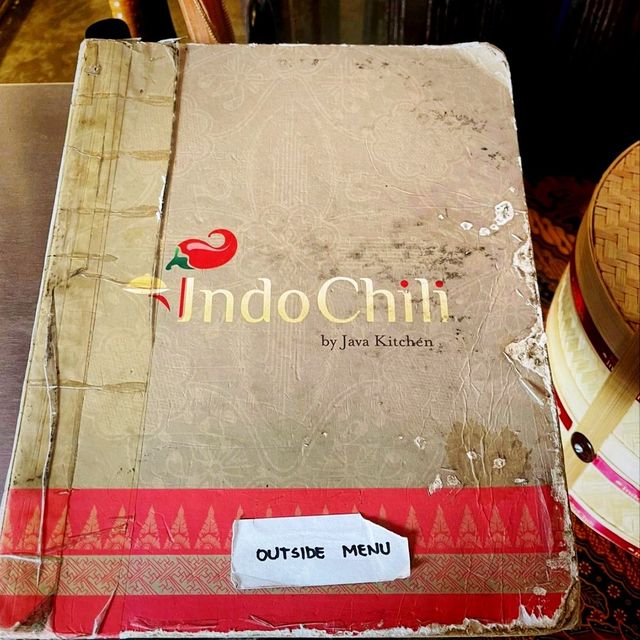 IndoChili
by Java Kitchen
OUTSIDE MENU